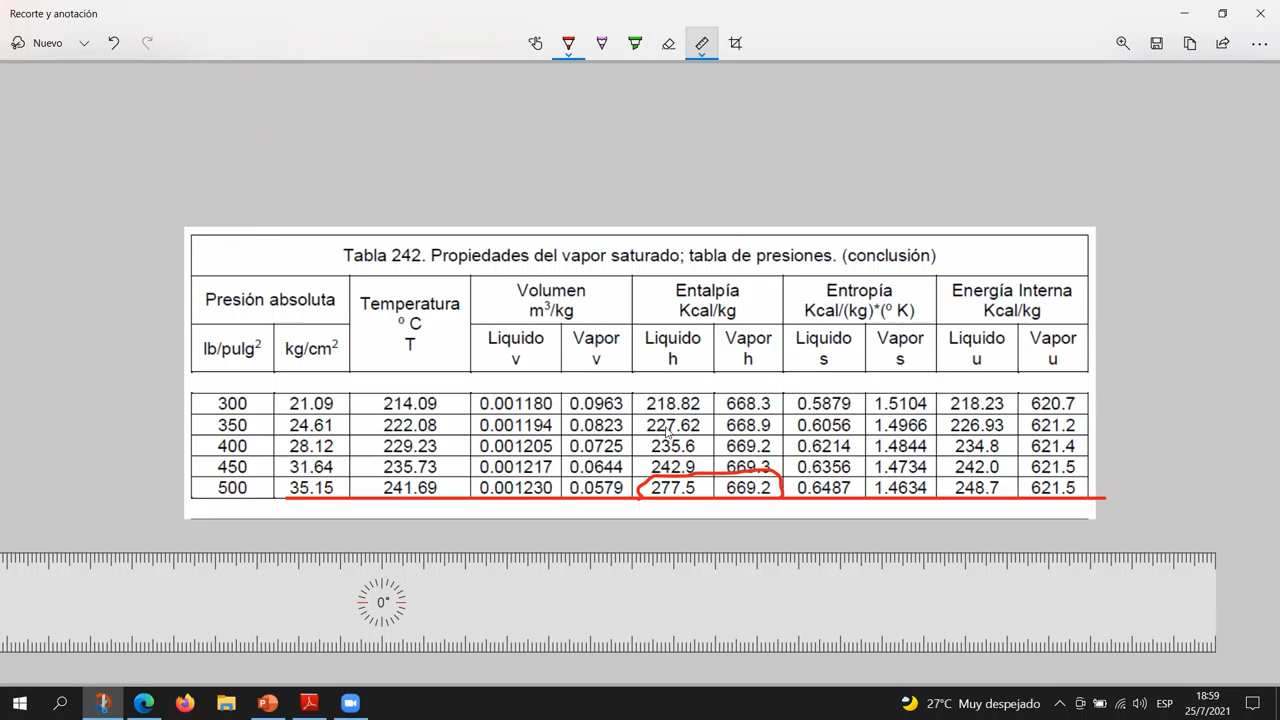 Recorte y anotación
Nuevo
Tabla 242. Propiedades del vapor saturado; tabla de presiones. (conclusión)
Presión absoluta Temperatura º C T Volumen m³/kg Entalpía Kcal/kg Entropía Kcal/(kg)*(º K) Energía Interna Kcal/kg
lb/pulg² kg/cm² Liquido v Vapor v Liquido h Vapor h Liquido s Vapor s Liquido u Vapor u
300 21.09 214.09 0.001180 0.0963 218.82 668.3 0.5879 1.5104 218.23 620.7
350 24.61 222.08 0.001194 0.0823 227.62 668.9 0.6056 1.4966 226.93 621.2
400 28.12 229.23 0.001205 0.0725 235.6 669.2 0.6214 1.4844 234.8 621.4
450 31.64 235.73 0.001217 0.0644 242.9 669.3 0.6356 1.4734 242.0 621.5
500 35.15 241.69 0.001230 0.0579 277.5 669.2 0.6487 1.4634 248.7 621.5
0°
27°C Muy despejado ESP 18:59
25/7/2021